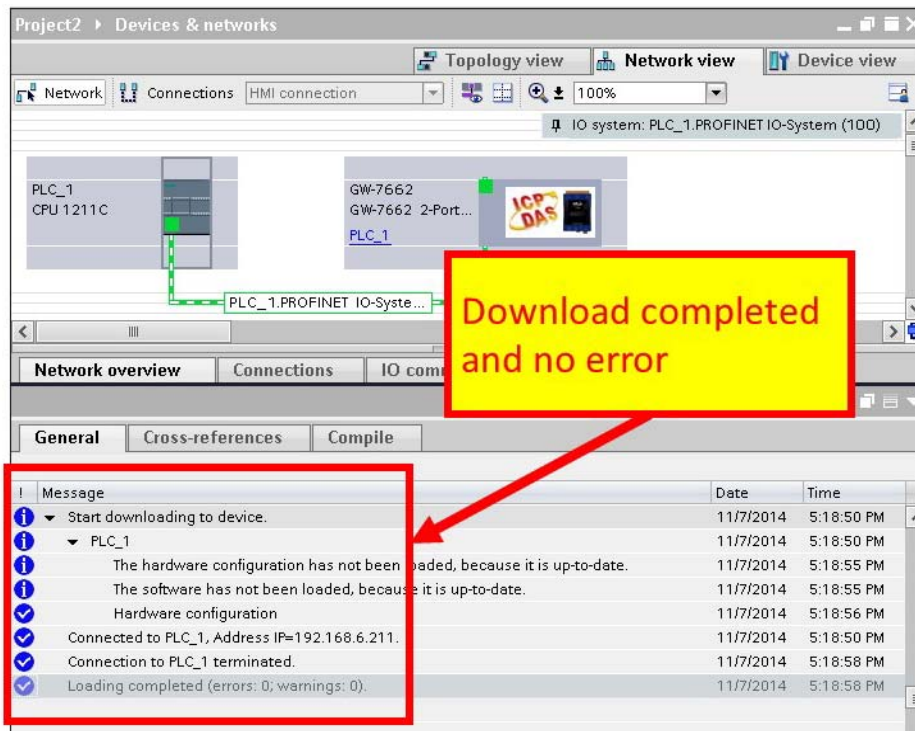 Project2 ▸ Devices & networks
Topology view
Network view
Device view
Network
Connections
HMI connection
100%
IO system: PLC_1.PROFINET IO-System (100)
PLC_1
CPU 1211C
GW-7662
GW-7662 2-Port...
PLC_1
ICP
DAS
PLC_1.PROFINET IO-Syste...
Download completed
and no error
Network overview
Connections
IO com
General
Cross-references
Compile
! Message Date Time
Start downloading to device. 11/7/2014 5:18:50 PM
PLC_1 11/7/2014 5:18:50 PM
The hardware configuration has not been loaded, because it is up-to-date. 11/7/2014 5:18:55 PM
The software has not been loaded, because it is up-to-date. 11/7/2014 5:18:55 PM
Hardware configuration 11/7/2014 5:18:56 PM
Connected to PLC_1, Address IP=192.168.6.211. 11/7/2014 5:18:50 PM
Connection to PLC_1 terminated. 11/7/2014 5:18:58 PM
Loading completed (errors: 0; warnings: 0). 11/7/2014 5:18:58 PM